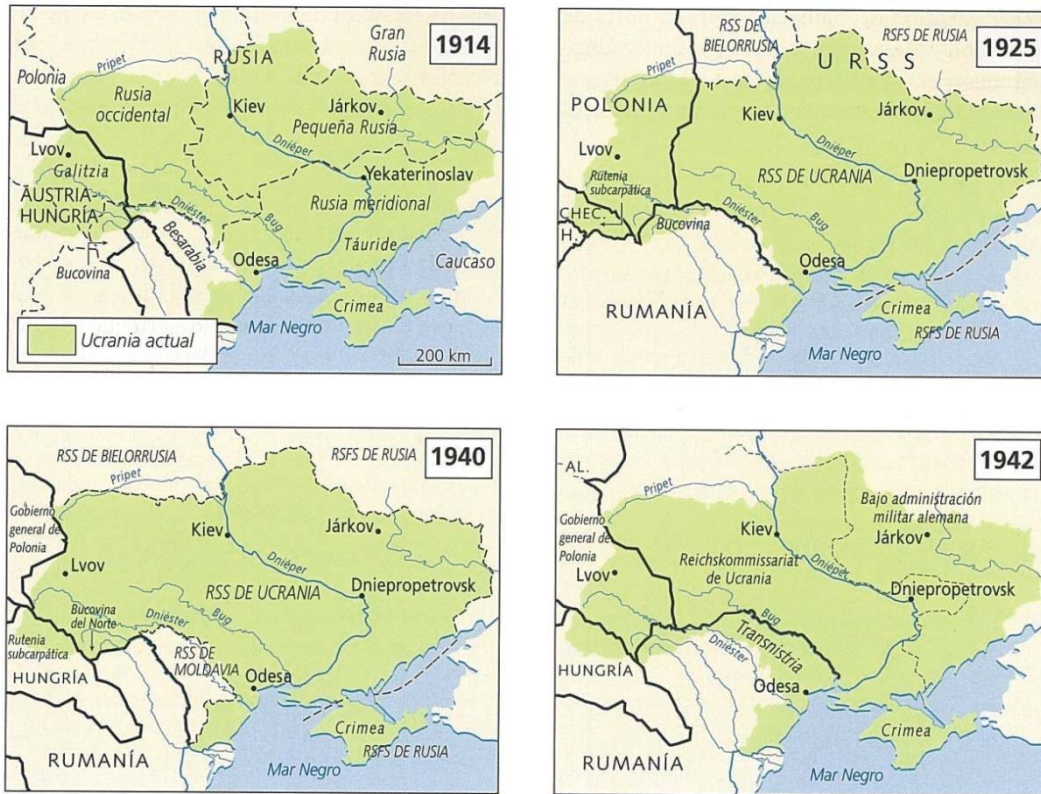 1914
Gran
Rusia
RUSIA
Polonia
Pripet
Rusia
occidental
Kiev
Járkov
Pequeña Rusia
Dniéper
Lvov
Galitzia
Yekaterinoslav
AUSTRIA-
HUNGRÍA
Dniéster
Bug
Rusia meridional
Besarabia
Táuride
Bucovina
Odesa
Caucaso
Crimea
Mar Negro
Ucrania actual
200 km
1925
RSS DE
BIELORRUSIA
RSFS DE RUSIA
URSS
Pripet
POLONIA
Kiev
Járkov
Dniéper
Lvov
Rutenia
subcarpática
RSS DE UCRANIA
Dniepropetrovsk
CHEC.
H.
Dniéster
Bug
Bucovina
Odesa
RUMANÍA
Crimea
RSFS DE RUSIA
Mar Negro
1940
RSS DE BIELORRUSIA
RSFS DE RUSIA
Pripet
Gobierno
general de
Polonia
Kiev
Járkov
Dniéper
Lvov
RSS DE UCRANIA
Dniepropetrovsk
Bucovina
del Norte
Dniéster
Bug
Rutenia
subcarpática
RSS DE
MOLDAVIA
HUNGRÍA
Odesa
Crimea
RUMANÍA
RSFS DE RUSIA
Mar Negro
1942
AL.
Pripet
Bajo administración
militar alemana
Gobierno
general de
Polonia
Kiev
Járkov
Dniéper
Lvov
Reichskommissariat
de Ucrania
Dniepropetrovsk
Bug
Transnistria
Dniéster
HUNGRÍA
Odesa
Crimea
RUMANÍA
Mar Negro